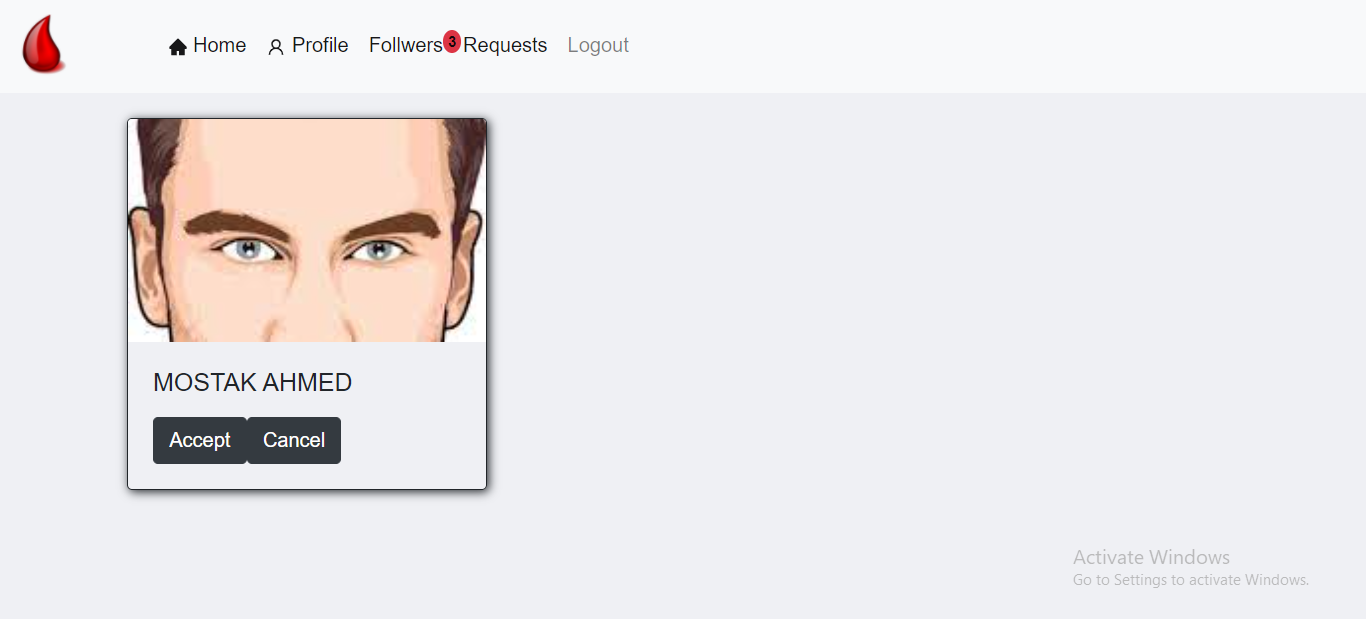 Home Profile Follwers 3 Requests Logout
MOSTAK AHMED
Accept Cancel
Activate Windows
Go to Settings to activate Windows.